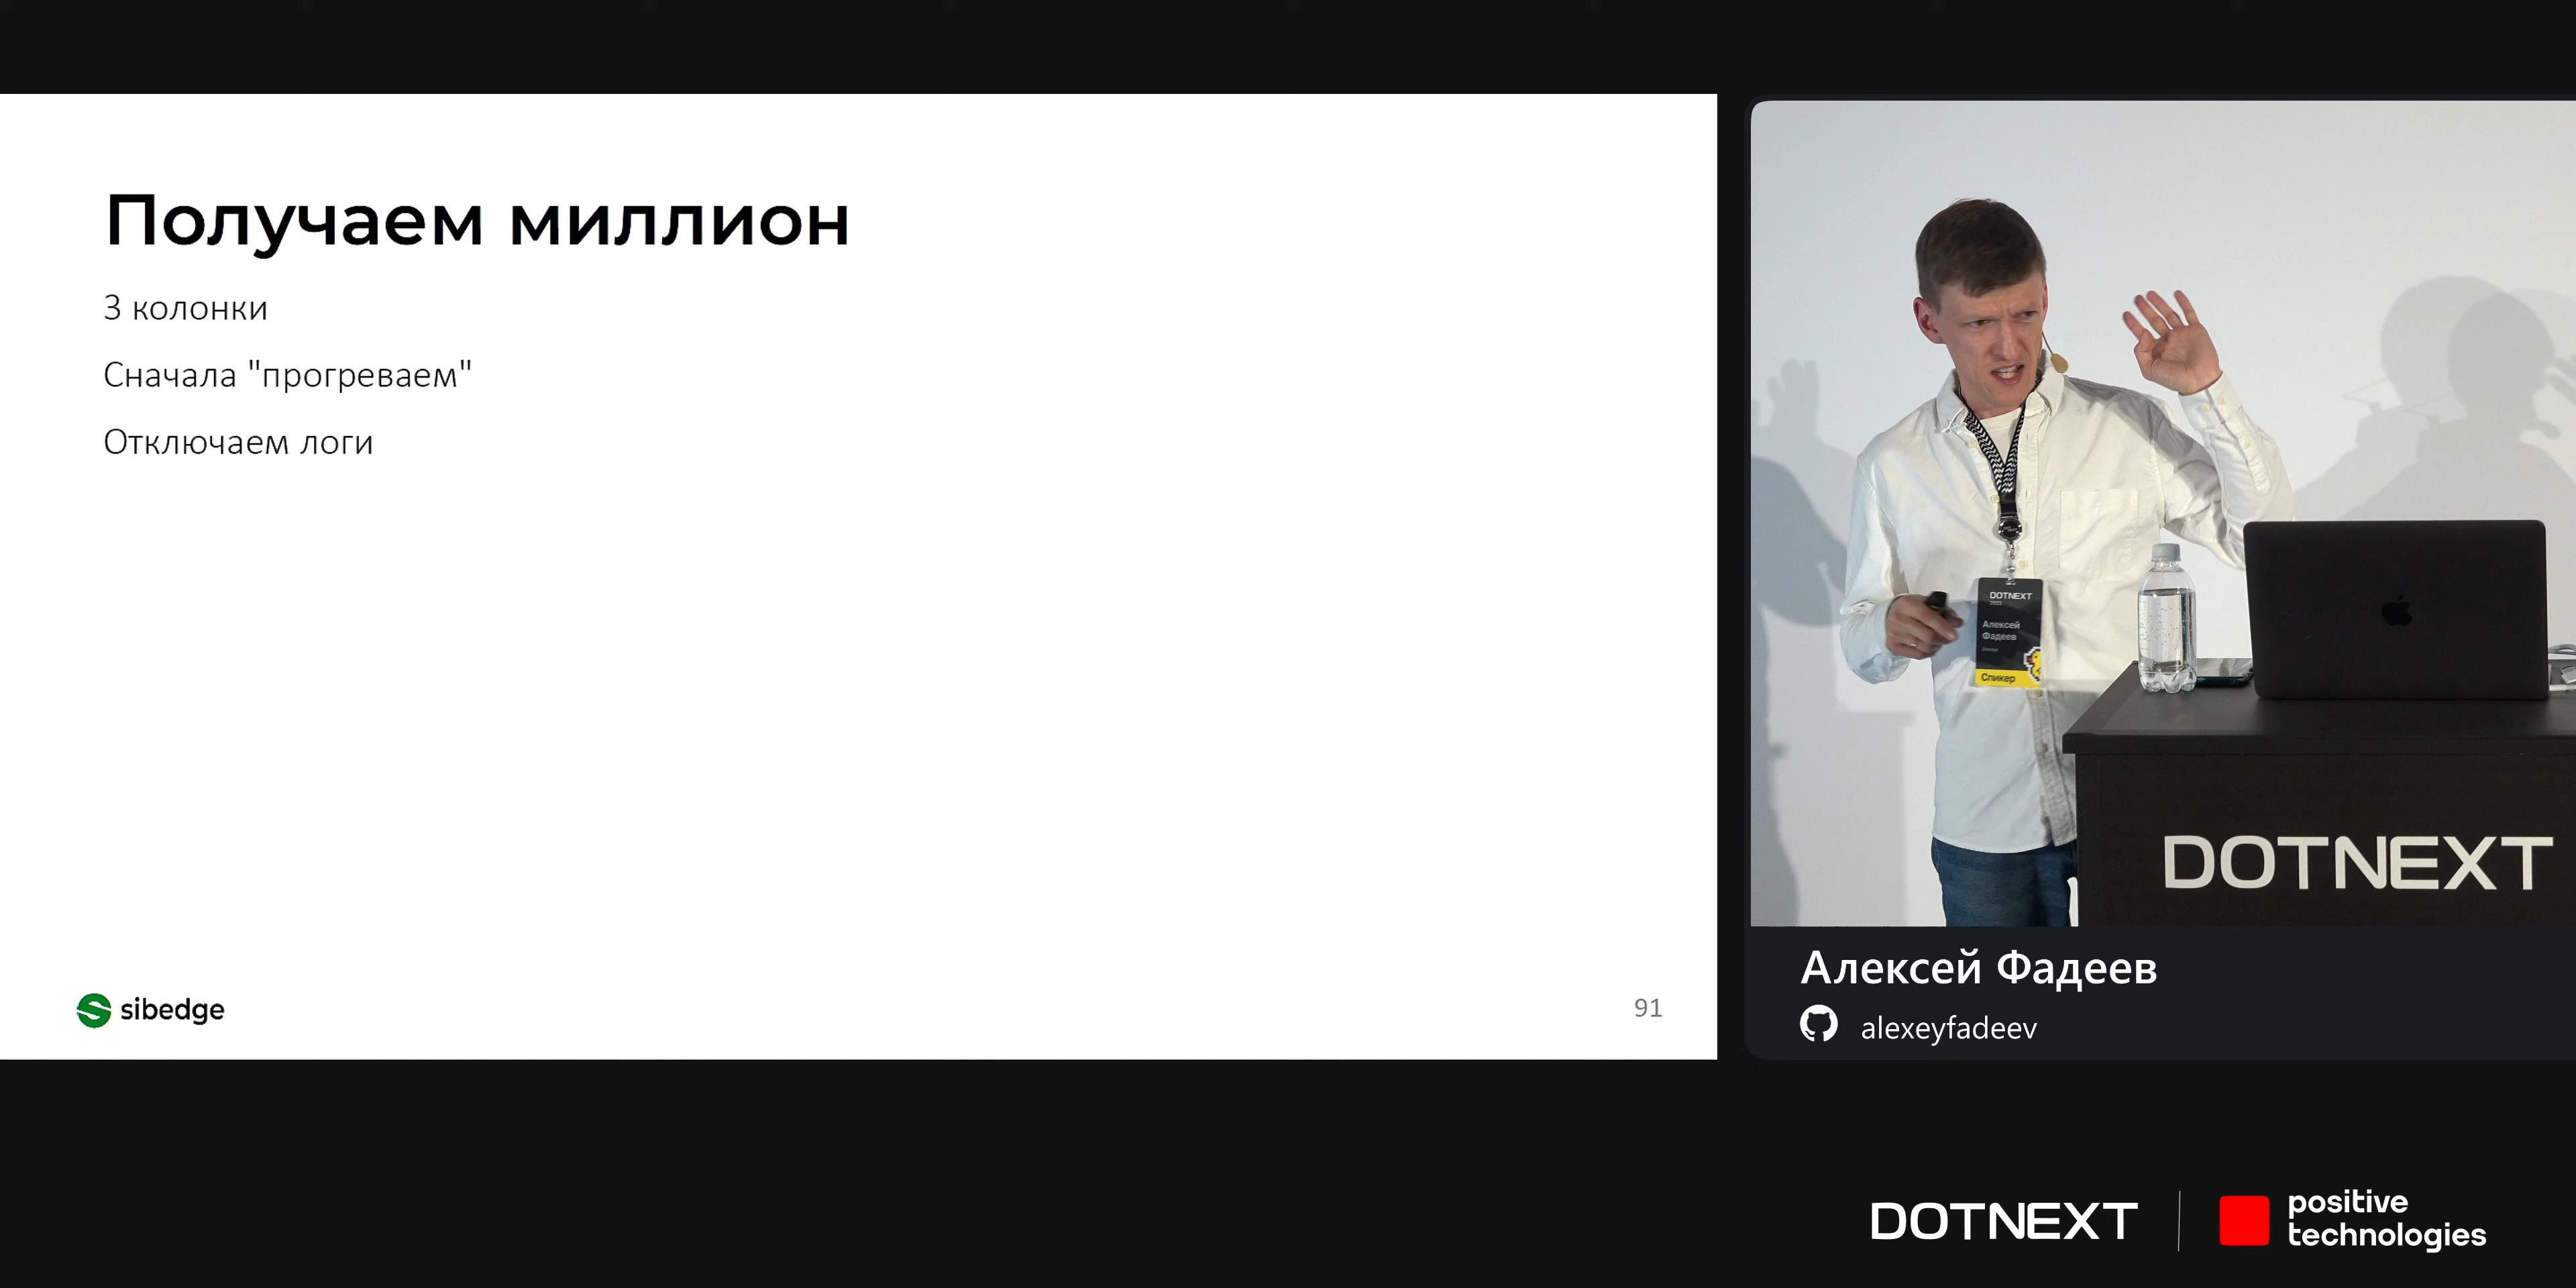 Получаем миллион
3 колонки
Сначала "прогреваем"
Отключаем логи
sibedge
91
DOTNEXT
Алексей
Фадеев
Спикер
DOTNEXT
Алексей Фадеев
alexeyfadeev
DOTNEXT
positive
technologies